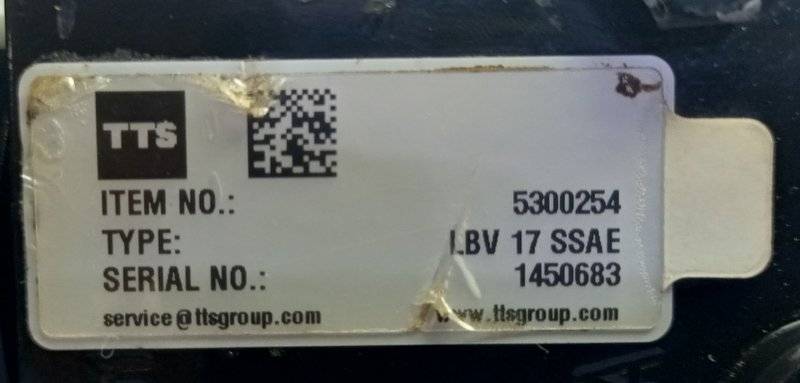 TTS
ITEM NO.: 5300254
TYPE: LBV 17 SSAE
SERIAL NO.: 1450683
service@ttsgroup.com www.ttsgroup.com